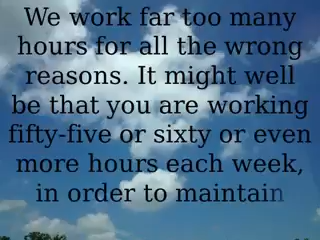 We work far too many
hours for all the wrong
reasons. It might well
be that you are working
fifty-five or sixty or even
more hours each week,
in order to maintain